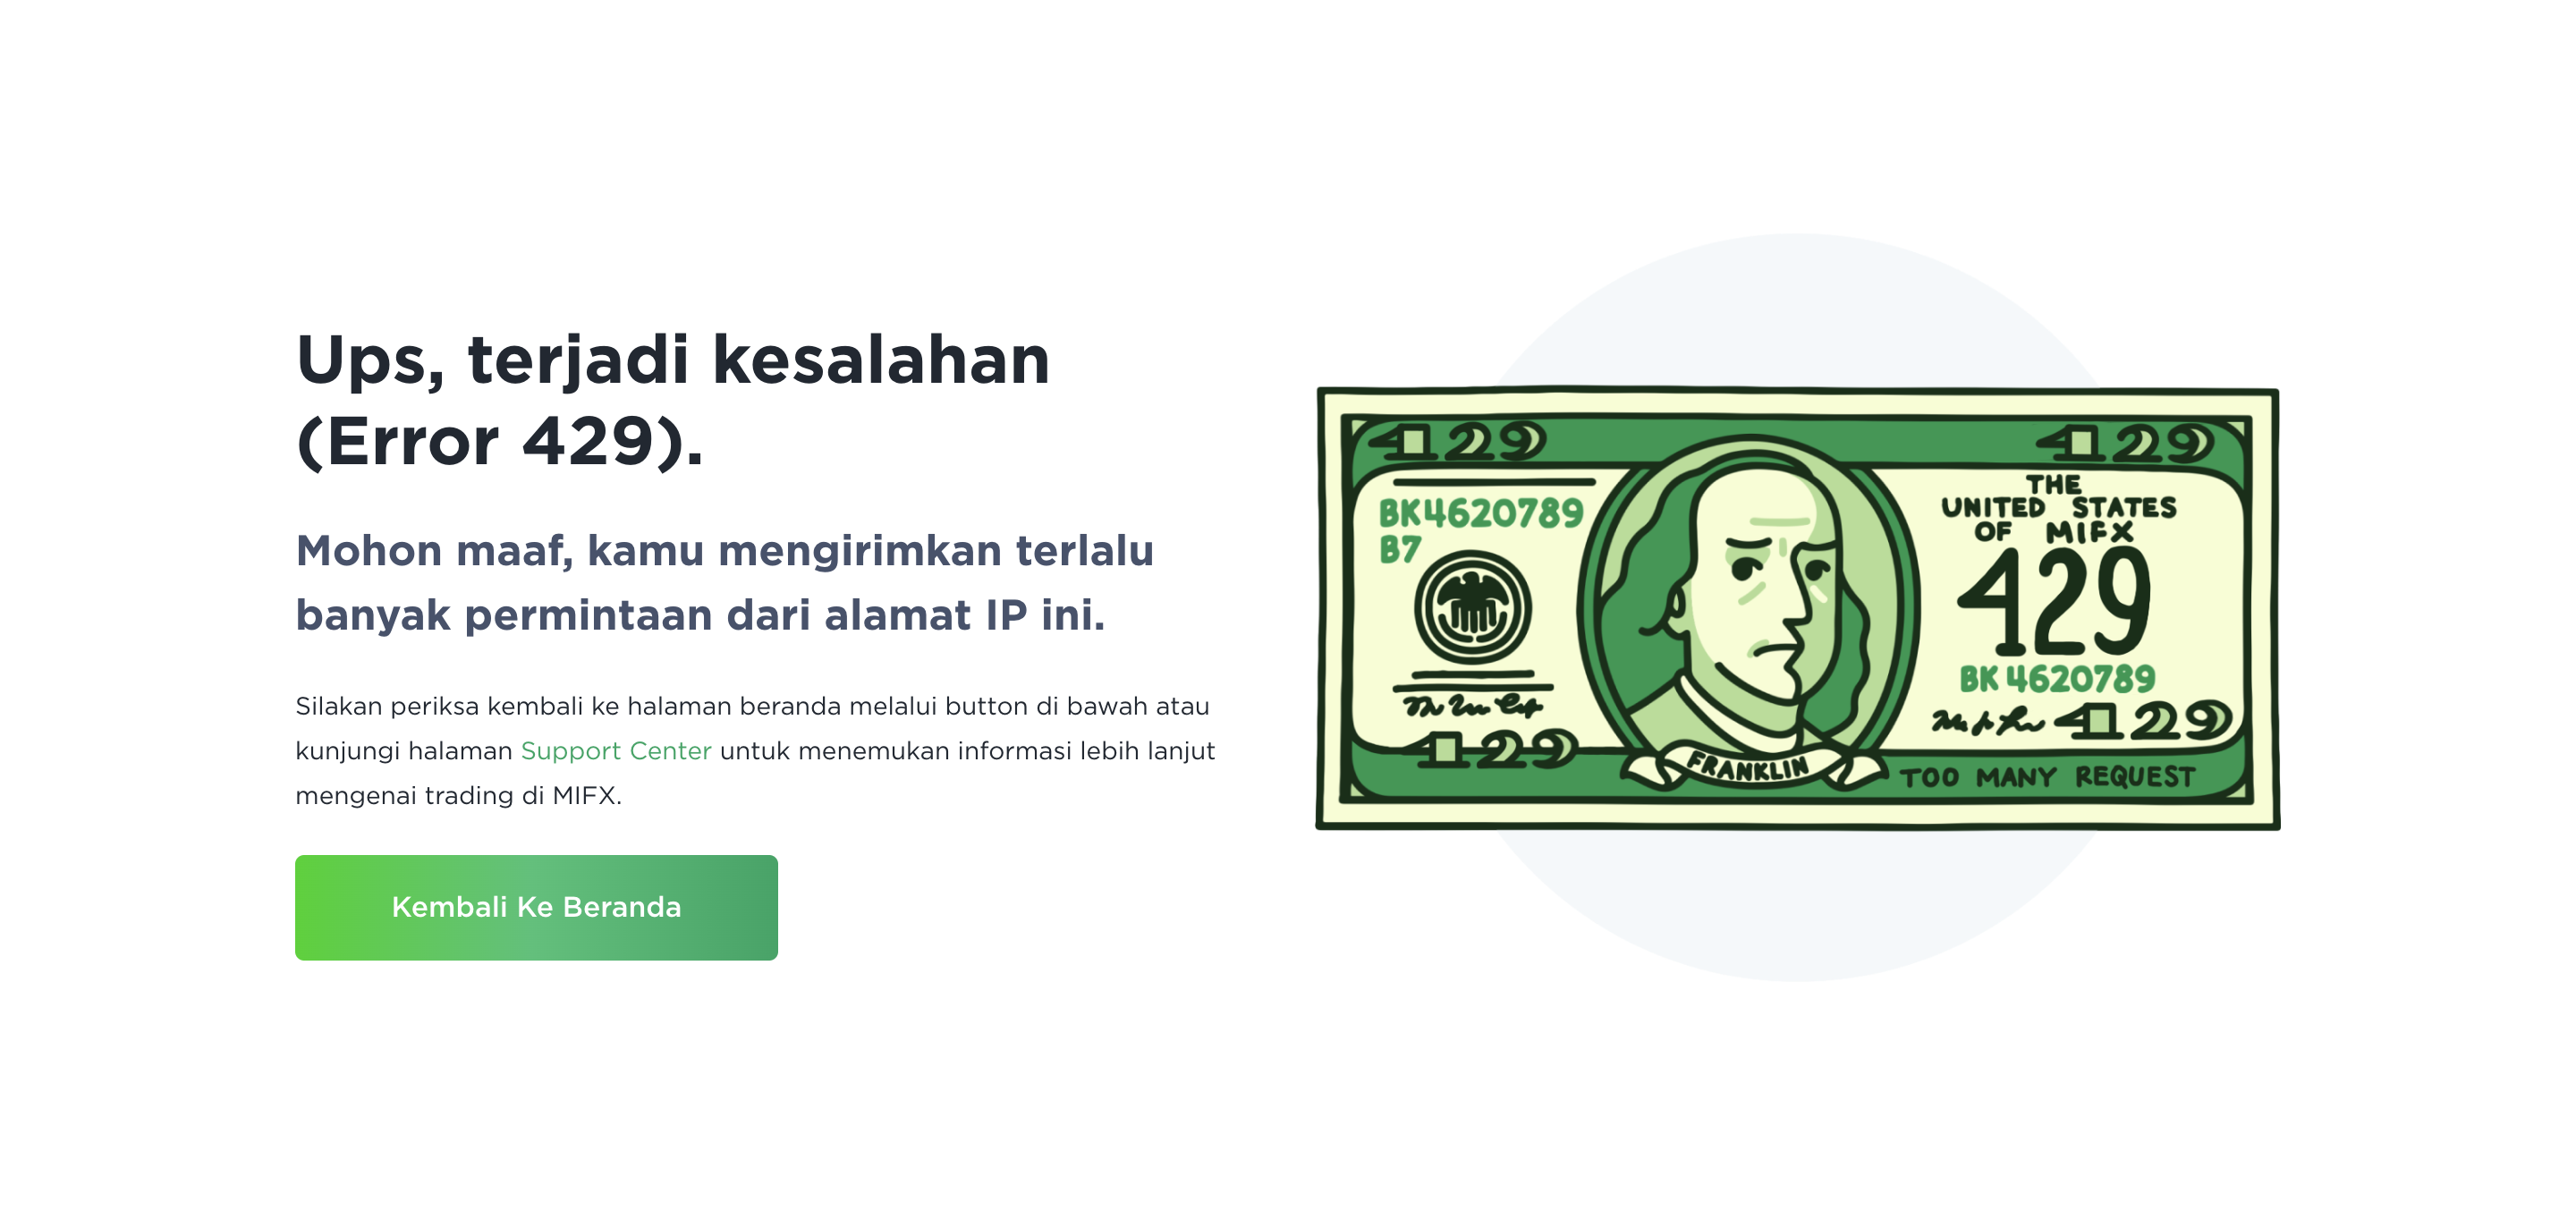 Ups, terjadi kesalahan
(Error 429).
Mohon maaf, kamu mengirimkan terlalu
banyak permintaan dari alamat IP ini.
Silakan periksa kembali ke halaman beranda melalui button di bawah atau
kunjungi halaman Support Center untuk menemukan informasi lebih lanjut
mengenai trading di MIFX.
Kembali Ke Beranda
429
429
BK4620789
B7
THE
UNITED STATES
OF MIFX
429
BK 4620789
429
429
FRANKLIN
TOO MANY REQUEST